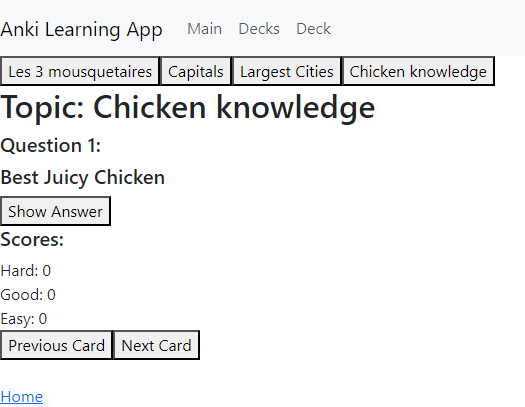 Anki Learning App Main Decks Deck
Les 3 mousquetaires Capitals Largest Cities Chicken knowledge
Topic: Chicken knowledge
Question 1:
Best Juicy Chicken
Show Answer
Scores:
Hard: 0
Good: 0
Easy: 0
Previous Card Next Card
Home